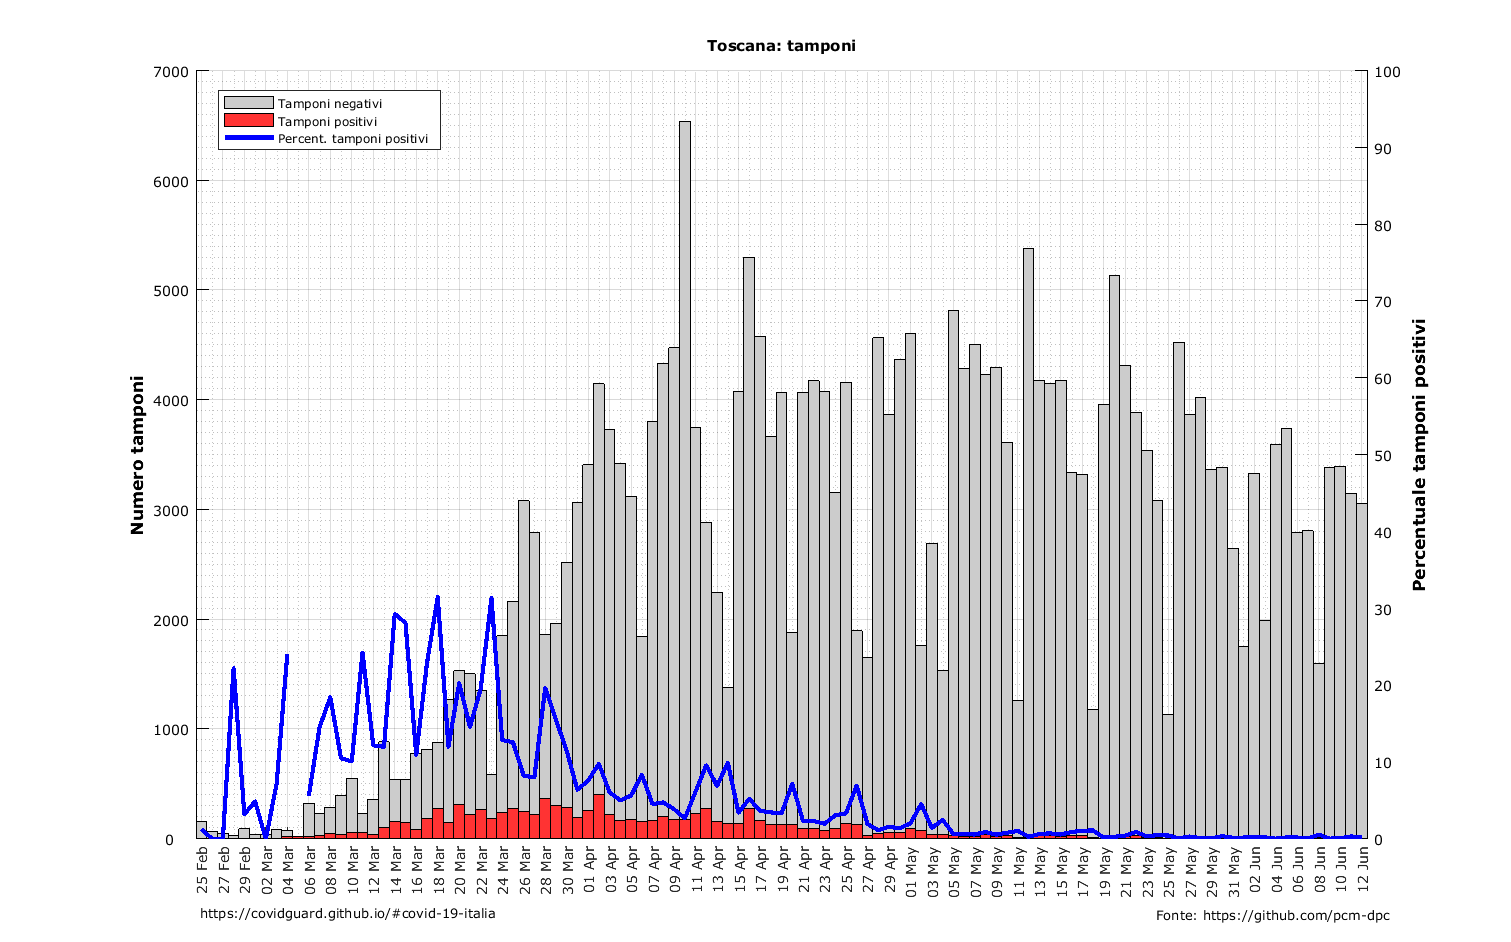 Toscana: tamponi
7000
6000
5000
4000
3000
2000
1000
0
Numero tamponi
Tamponi negativi
Tamponi positivi
Percent. tamponi positivi
100
90
80
70
60
50
40
30
20
10
0
Percentuale tamponi positivi
25 Feb
27 Feb
29 Feb
02 Mar
04 Mar
06 Mar
08 Mar
10 Mar
12 Mar
14 Mar
16 Mar
18 Mar
20 Mar
22 Mar
24 Mar
26 Mar
28 Mar
30 Mar
01 Apr
03 Apr
05 Apr
07 Apr
09 Apr
11 Apr
13 Apr
15 Apr
17 Apr
19 Apr
21 Apr
23 Apr
25 Apr
27 Apr
29 Apr
01 May
03 May
05 May
07 May
09 May
11 May
13 May
15 May
17 May
19 May
21 May
23 May
25 May
27 May
29 May
31 May
02 Jun
04 Jun
06 Jun
08 Jun
10 Jun
12 Jun
https://covidguard.github.io/#covid-19-italia
Fonte: https://github.com/pcm-dpc